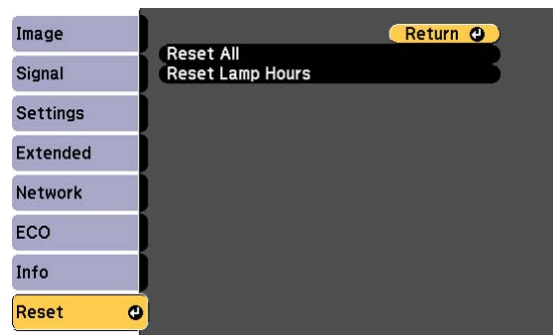 Image
Signal
Settings
Extended
Network
ECO
Info
Reset
Return
Reset All
Reset Lamp Hours